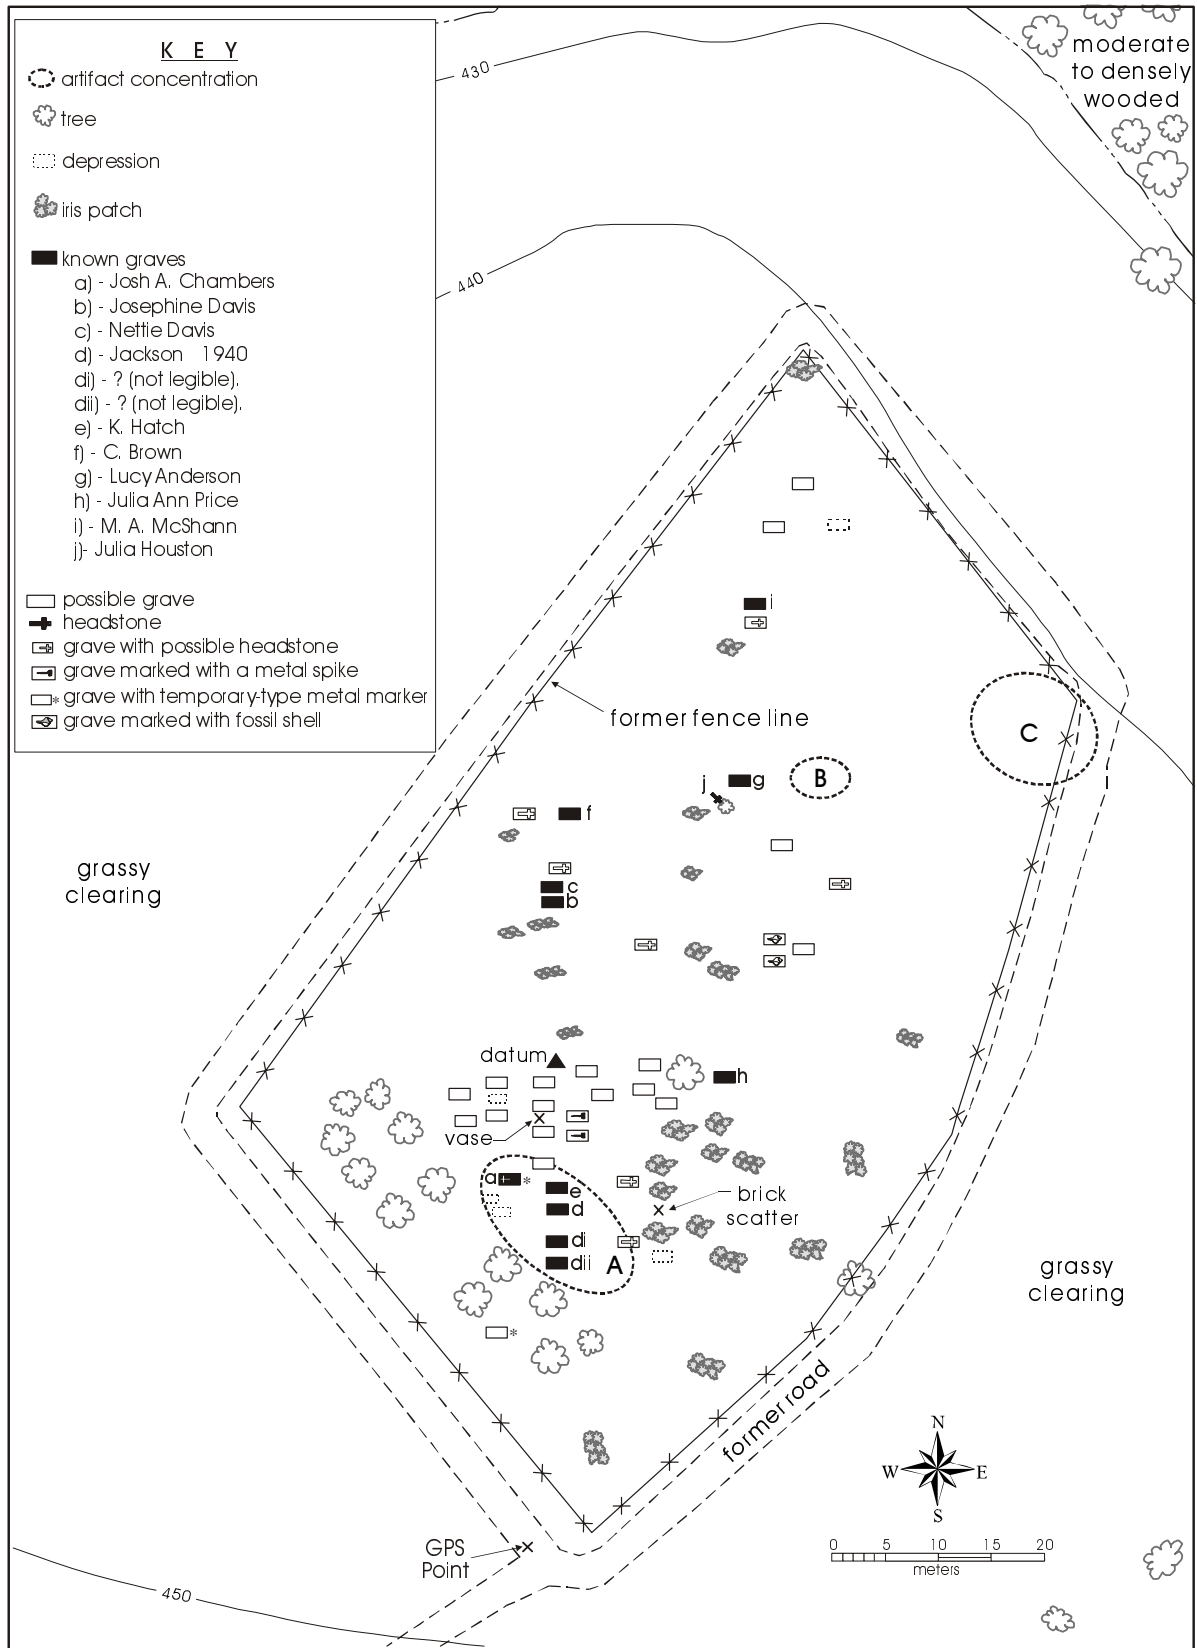 K E Y
artifact concentration
tree
depression
iris patch
known graves
a) - Josh A. Chambers
b) - Josephine Davis
c) - Nettie Davis
d) - Jackson 1940
di) - ? (not legible).
dii) - ? (not legible).
e) - K. Hatch
f) - C. Brown
g) - Lucy Anderson
h) - Julia Ann Price
i) - M. A. McShann
j)- Julia Houston
possible grave
headstone
grave with possible headstone
grave marked with a metal spike
* grave with temporary-type metal marker
grave marked with fossil shell
430
440
moderate
to densely
wooded
i
former fence line
C
B
j
g
f
grassy
clearing
c
b
datum
h
vase
a
*
e
d
di
dii
A
brick
scatter
grassy
clearing
*
former road
N
W E
S
0 5 10 15 20
meters
GPS
Point
450